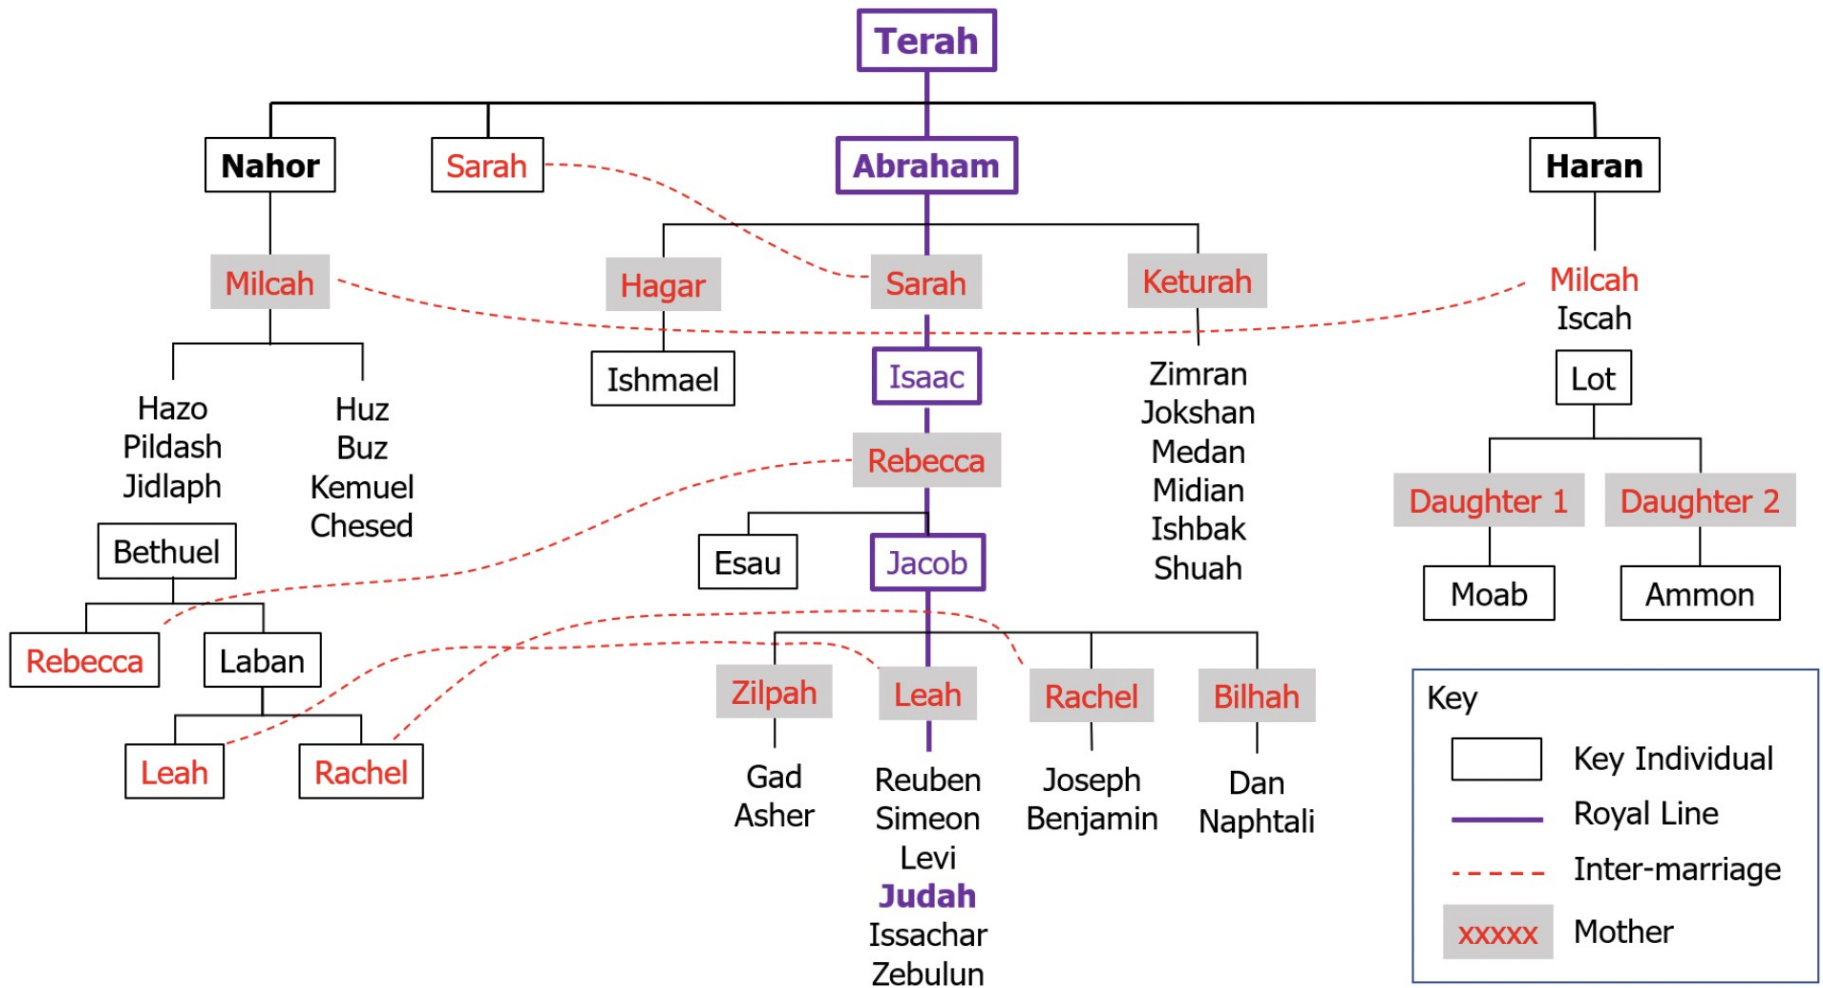 Terah
Nahor
Sarah
Abraham
Haran
Milcah
Hagar
Sarah
Keturah
Milcah
Iscah
Ishmael
Isaac
Lot
Hazo
Pildash
Jidlaph
Huz
Buz
Kemuel
Chesed
Zimran
Jokshan
Medan
Midian
Ishbak
Shuah
Rebecca
Daughter 1
Daughter 2
Bethuel
Esau
Jacob
Moab
Ammon
Rebecca
Laban
Leah
Rachel
Zilpah
Leah
Rachel
Bilhah
Gad
Asher
Reuben
Simeon
Levi
Judah
Issachar
Zebulun
Joseph
Benjamin
Dan
Naphtali
Key
Key Individual
Royal Line
Inter-marriage
xxxxx Mother